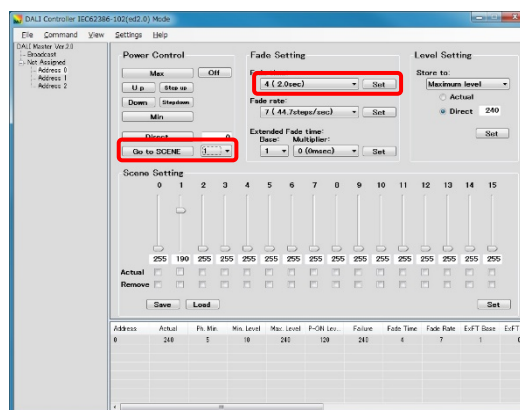 DALI Controller IEC62386-102(ed2.0) Mode
File Command View Settings Help
DALI Master Ver.2.0
Broadcast
Not Assigned
Address 0
Address 1
Address 2
Power Control
Max Off
Up Step up
Down Stepdown
Min
Direct 0
Go to SCENE 1
Fade Setting
4 ( 2.0sec) Set
Fade rate:
7 ( 44.7steps/sec) Set
Extended Fade time:
Base: Multiplier:
1 0 (0msec) Set
Level Setting
Store to:
Maximum level
Actual
Direct 240
Set
Scene Setting
0 1 2 3 4 5 6 7 8 9 10 11 12 13 14 15
255 190 255 255 255 255 255 255 255 255 255 255 255 255 255 255
Actual
Remove
Save Load Set
Address Actual Ph. Min Min. Level Max. Level P-ON Lev... Failure Fade Time Fade Rate ExFT Base ExFT
0 240 5 10 240 120 240 4 7 1 0